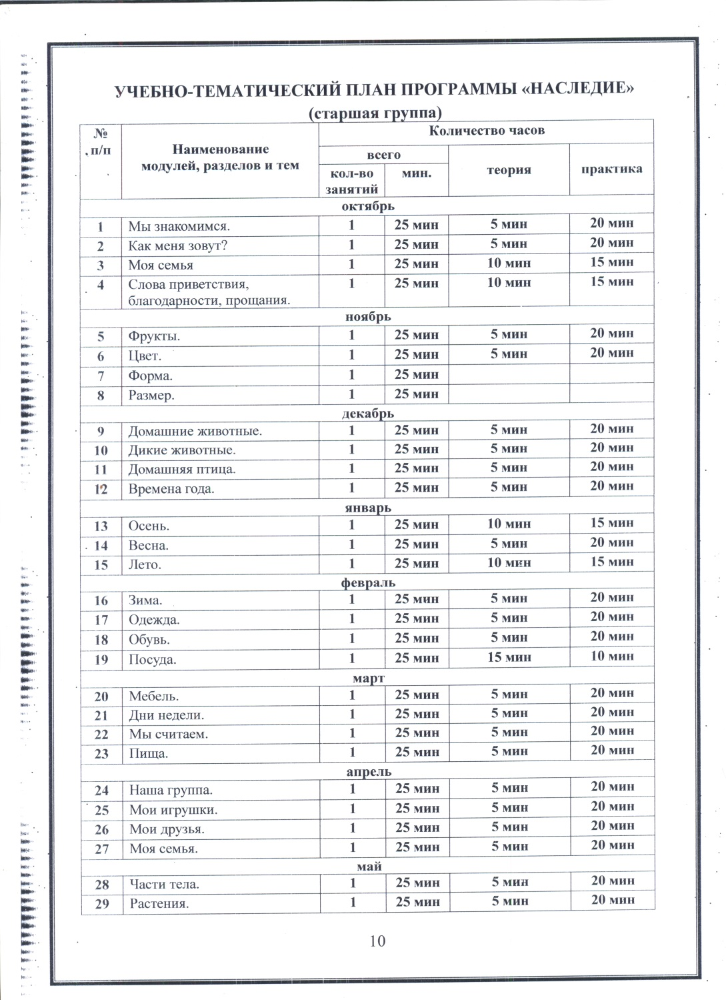 УЧЕБНО-ТЕМАТИЧЕСКИЙ ПЛАН ПРОГРАММЫ «НАСЛЕДИЕ»
(старшая группа)
№ п/п Наименование модулей, разделов и тем Количество часов
всего теория практика
кол-во занятий мин.
октябрь
1 Мы знакомимся. 1 25 мин 5 мин 20 мин
2 Как меня зовут? 1 25 мин 5 мин 20 мин
3 Моя семья 1 25 мин 10 мин 15 мин
4 Слова приветствия, 1 25 мин 10 мин 15 мин
благодарности, прощания.
ноябрь
5 Фрукты. 1 25 мин 5 мин 20 мин
6 Цвет. 1 25 мин 5 мин 20 мин
7 Форма. 1 25 мин
8 Размер. 1 25 мин
декабрь
9 Домашние животные. 1 25 мин 5 мин 20 мин
10 Дикие животные. 1 25 мин 5 мин 20 мин
11 Домашняя птица. 1 25 мин 5 мин 20 мин
12 Времена года. 1 25 мин 5 мин 20 мин
январь
13 Осень. 1 25 мин 10 мин 15 мин
14 Весна. 1 25 мин 5 мин 20 мин
15 Лето. 1 25 мин 10 мин 15 мин
февраль
16 Зима. 1 25 мин 5 мин 20 мин
17 Одежда. 1 25 мин 5 мин 20 мин
18 Обувь. 1 25 мин 5 мин 20 мин
19 Посуда. 1 25 мин 15 мин 10 мин
март
20 Мебель. 1 25 мин 5 мин 20 мин
21 Дни недели. 1 25 мин 5 мин 20 мин
22 Мы считаем. 1 25 мин 5 мин 20 мин
23 Пища. 1 25 мин 5 мин 20 мин
апрель
24 Наша группа. 1 25 мин 5 мин 20 мин
25 Мои игрушки. 1 25 мин 5 мин 20 мин
26 Мои друзья. 1 25 мин 5 мин 20 мин
27 Моя семья. 1 25 мин 5 мин 20 мин
май
28 Части тела. 1 25 мин 5 мин 20 мин
29 Растения. 1 25 мин 5 мин 20 мин
10